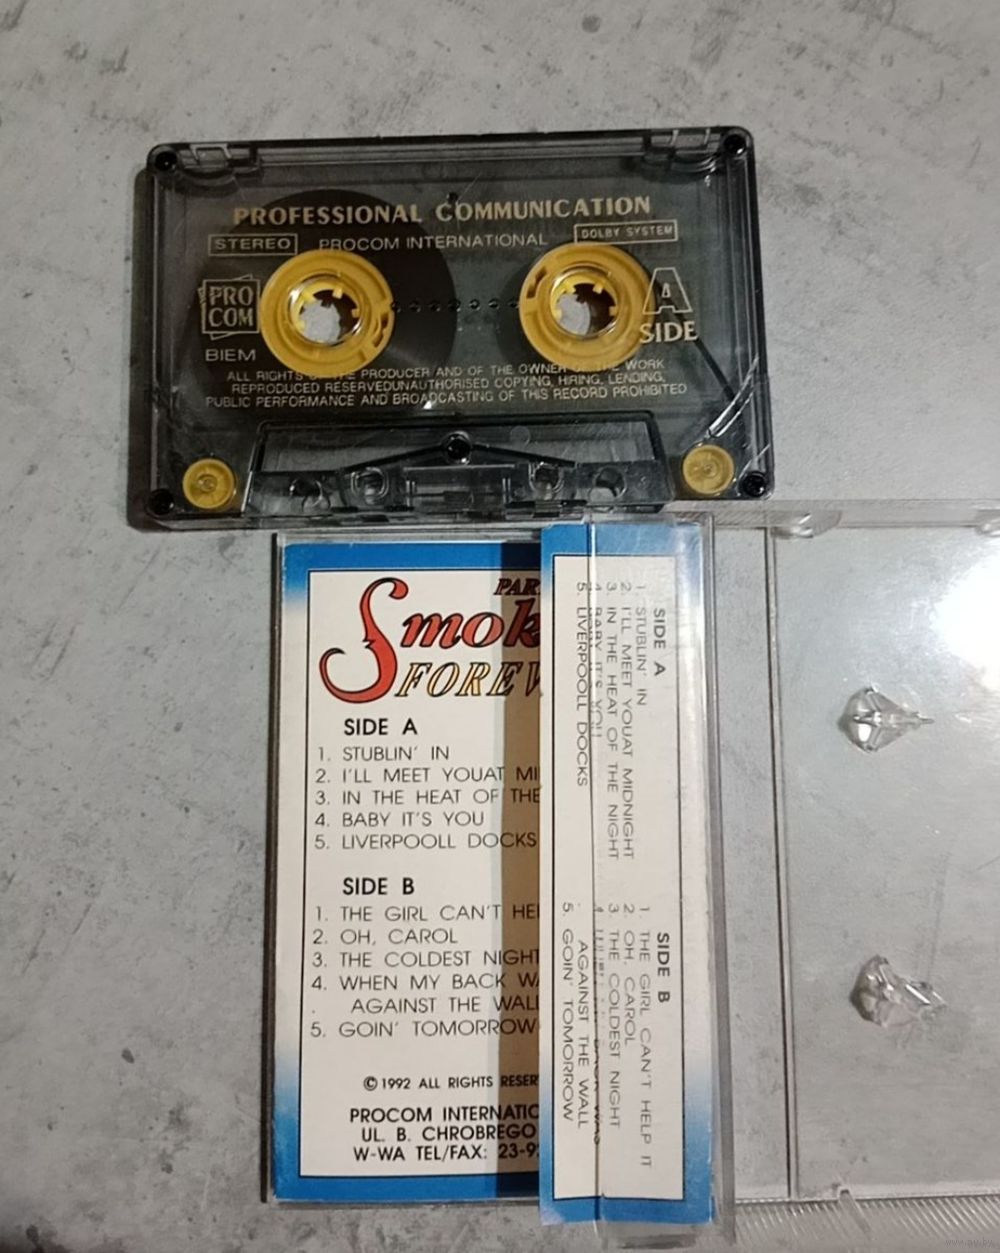 PROFESSIONAL COMMUNICATION
STEREO PROCOM INTERNATIONAL DOLBY SYSTEM
PRO
COM
A
SIDE
BIEM
ALL RIGHTS PRODUCER AND OF THE OWNER WORK
REPRODUCED RESERVEDUNAUTHORISED COPYING, HIRING, LENDING,
PUBLIC PERFORMANCE AND BROADCASTING OF THIS RECORD PROHIBITED
PAR
Smok
FOREV
SIDE A
1. STUBLIN' IN
2. I'LL MEET YOUAT MI
3. IN THE HEAT OF THE
4. BABY IT'S YOU
5. LIVERPOOLL DOCKS
SIDE B
1. THE GIRL CAN'T HEL
2. OH, CAROL
3. THE COLDEST NIGHT
4. WHEN MY BACK WA
. AGAINST THE WALL
5. GOIN' TOMORROW
© 1992 ALL RIGHTS RESER
PROCOM INTERNATIO
UL. B. CHROBREGO
W-WA TEL/FAX: 23-9
SIDE A
1. STUBLIN' IN
2. I'LL MEET YOUAT MIDNIGHT
3. IN THE HEAT OF THE NIGHT
4. BABY IT'S YOU
5. LIVERPOOLL DOCKS
SIDE B
1. THE GIRL CAN'T HELP IT
2. OH, CAROL
3. THE COLDEST NIGHT
4. BACK WAS
AGAINST THE WALL
5. GOIN' TOMORROW